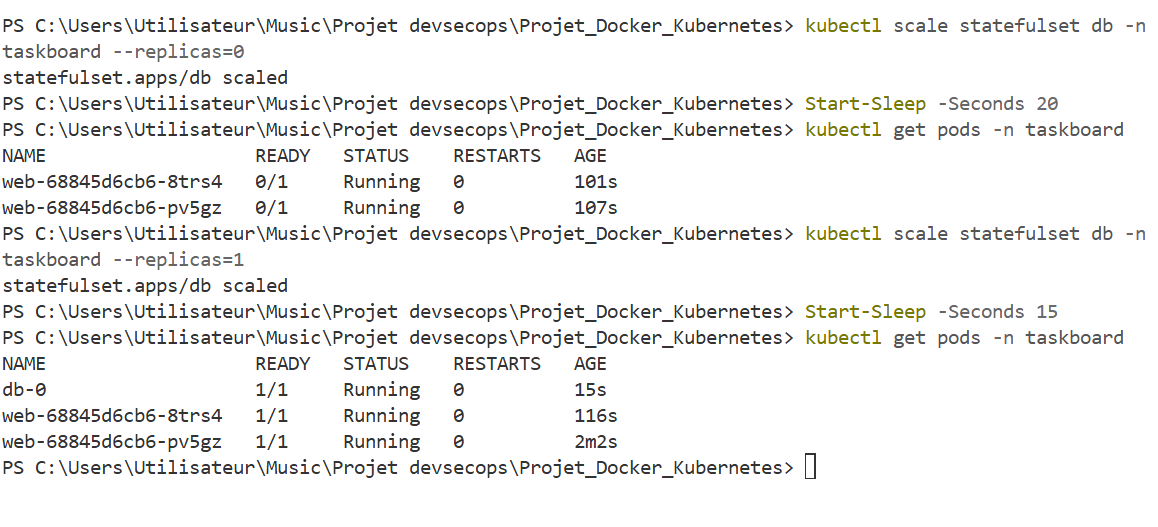 PS C:\Users\Utilisateur\Music\Projet devsecops\Projet_Docker_Kubernetes> kubectl scale statefulset db -n
taskboard --replicas=0
statefulset.apps/db scaled
PS C:\Users\Utilisateur\Music\Projet devsecops\Projet_Docker_Kubernetes> Start-Sleep -Seconds 20
PS C:\Users\Utilisateur\Music\Projet devsecops\Projet_Docker_Kubernetes> kubectl get pods -n taskboard
NAME                   READY   STATUS    RESTARTS   AGE
web-68845d6cb6-8trs4   0/1     Running   0          101s
web-68845d6cb6-pv5gz   0/1     Running   0          107s
PS C:\Users\Utilisateur\Music\Projet devsecops\Projet_Docker_Kubernetes> kubectl scale statefulset db -n
taskboard --replicas=1
statefulset.apps/db scaled
PS C:\Users\Utilisateur\Music\Projet devsecops\Projet_Docker_Kubernetes> Start-Sleep -Seconds 15
PS C:\Users\Utilisateur\Music\Projet devsecops\Projet_Docker_Kubernetes> kubectl get pods -n taskboard
NAME                   READY   STATUS    RESTARTS   AGE
db-0                   1/1     Running   0          15s
web-68845d6cb6-8trs4   1/1     Running   0          116s
web-68845d6cb6-pv5gz   1/1     Running   0          2m2s
PS C:\Users\Utilisateur\Music\Projet devsecops\Projet_Docker_Kubernetes>